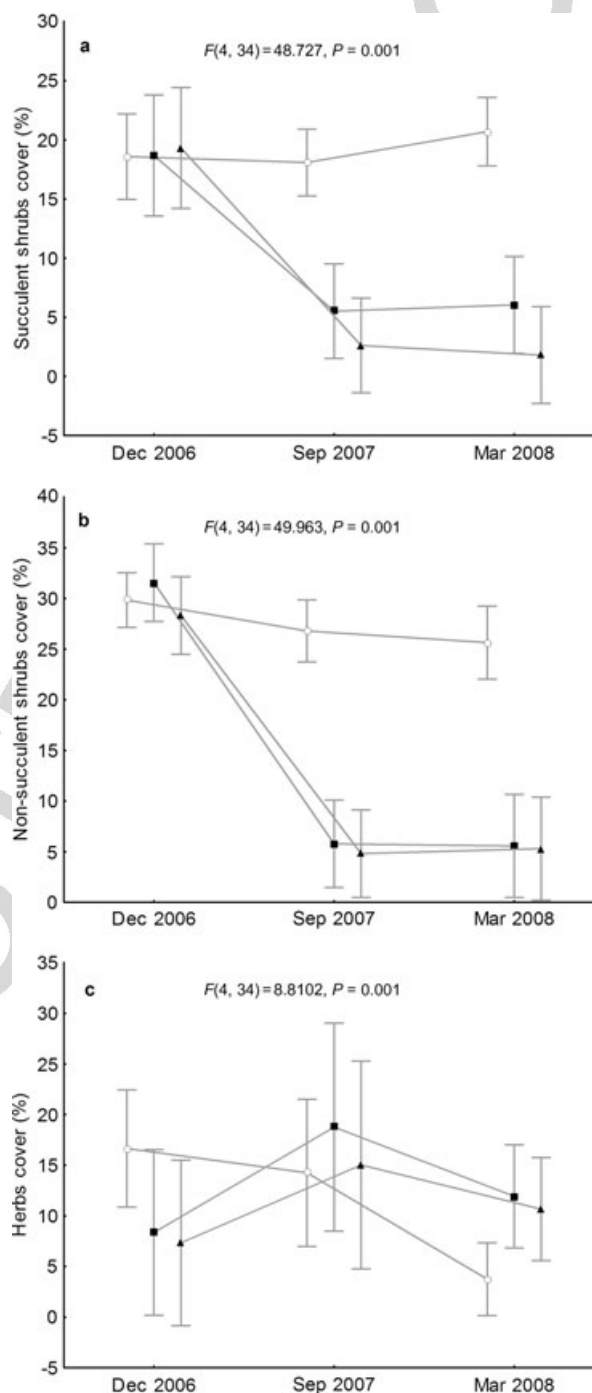 a
F(4, 34)=48.727, P = 0.001
Succulent shrubs cover (%)
30
25
20
15
10
5
0
-5
Dec 2006 Sep 2007 Mar 2008
b
F(4, 34)=49.963, P = 0.001
Non-succulent shrubs cover (%)
40
35
30
25
20
15
10
5
0
Dec 2006 Sep 2007 Mar 2008
c
F(4, 34)=8.8102, P = 0.001
Herbs cover (%)
35
30
25
20
15
10
5
0
-5
Dec 2006 Sep 2007 Mar 2008